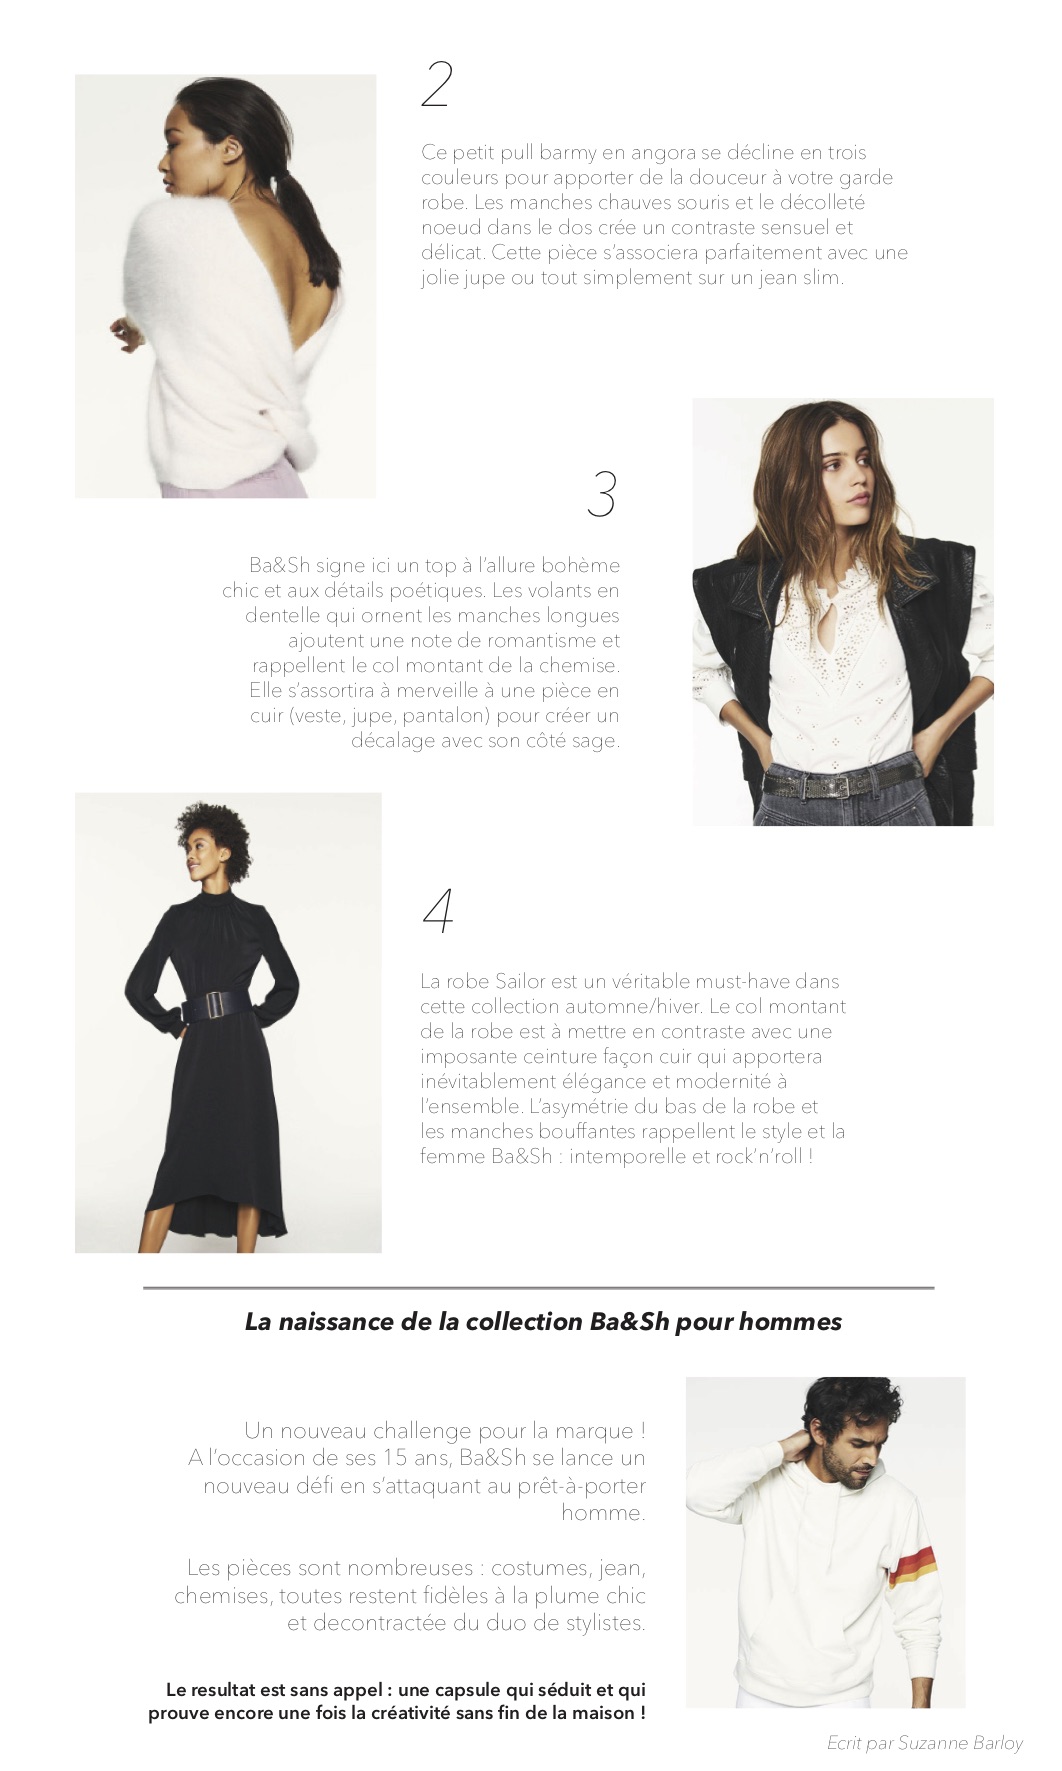 2
Ce petit pull barmy en angora se décline en trois
couleurs pour apporter de la douceur à votre garde
robe. Les manches chauves souris et le décolleté
noeud dans le dos crée un contraste sensuel et
délicat. Cette pièce s’associera parfaitement avec une
jolie jupe ou tout simplement sur un jean slim.
3
Ba&Sh signe ici un top à l’allure bohème
chic et aux détails poétiques. Les volants en
dentelle qui ornent les manches longues
ajoutent une note de romantisme et
rappellent le col montant de la chemise.
Elle s’assortira à merveille à une pièce en
cuir (veste, jupe, pantalon) pour créer un
décalage avec son côté sage.
4
La robe Sailor est un véritable must-have dans
cette collection automne/hiver. Le col montant
de la robe est à mettre en contraste avec une
imposante ceinture façon cuir qui apportera
inévitablement élégance et modernité à
l’ensemble. L’asymétrie du bas de la robe et
les manches bouffantes rappellent le style et la
femme Ba&Sh : intemporelle et rock’n’roll !
La naissance de la collection Ba&Sh pour hommes
Un nouveau challenge pour la marque !
A l’occasion de ses 15 ans, Ba&Sh se lance un
nouveau défi en s’attaquant au prêt-à-porter
homme.
Les pièces sont nombreuses : costumes, jean,
chemises, toutes restent fidèles à la plume chic
et decontractée du duo de stylistes.
Le resultat est sans appel : une capsule qui séduit et qui
prouve encore une fois la créativité sans fin de la maison !
Ecrit par Suzanne Barloy